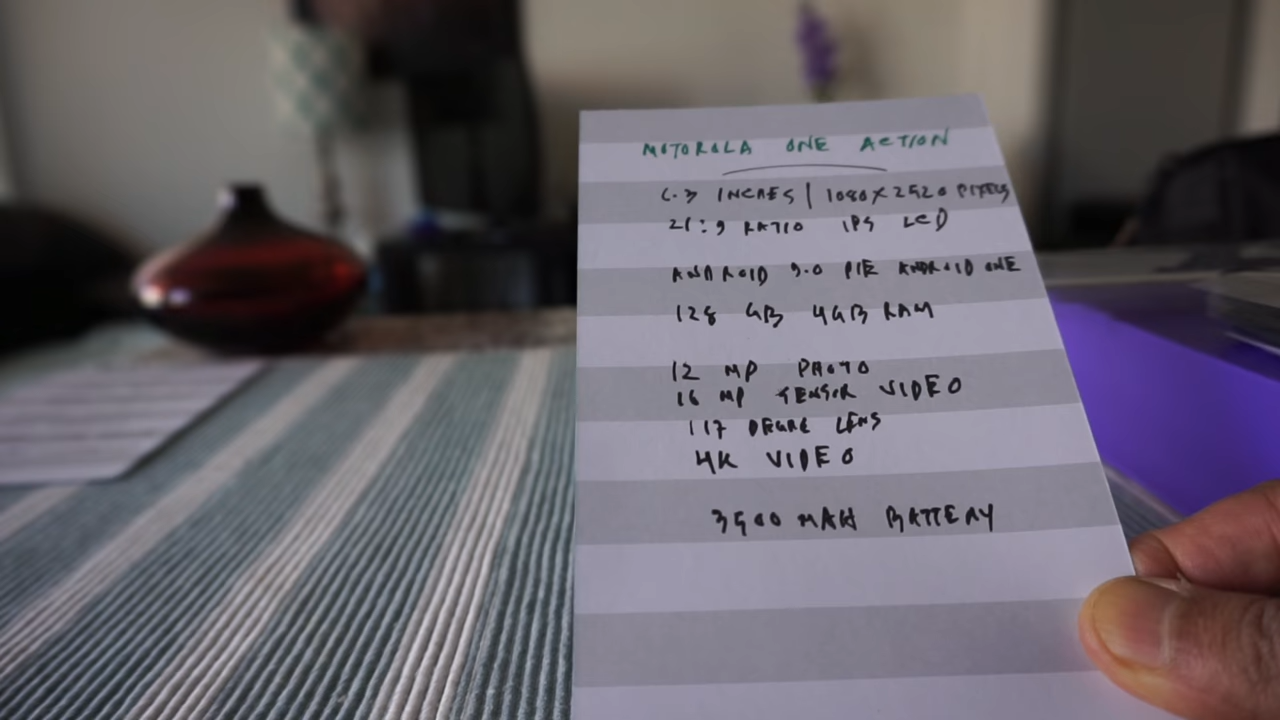 MOTOROLA ONE ACTION
6.3 INCHES | 1080X2520 PIXELS
21:9 RATIO IPS LCD
ANDROID 9.0 PIE ANDROID ONE
128 GB 4GB RAM
12 MP PHOTO
16 MP SENSOR VIDEO
117 DEGRE LENS
4K VIDEO
3500 MAH BATTERY